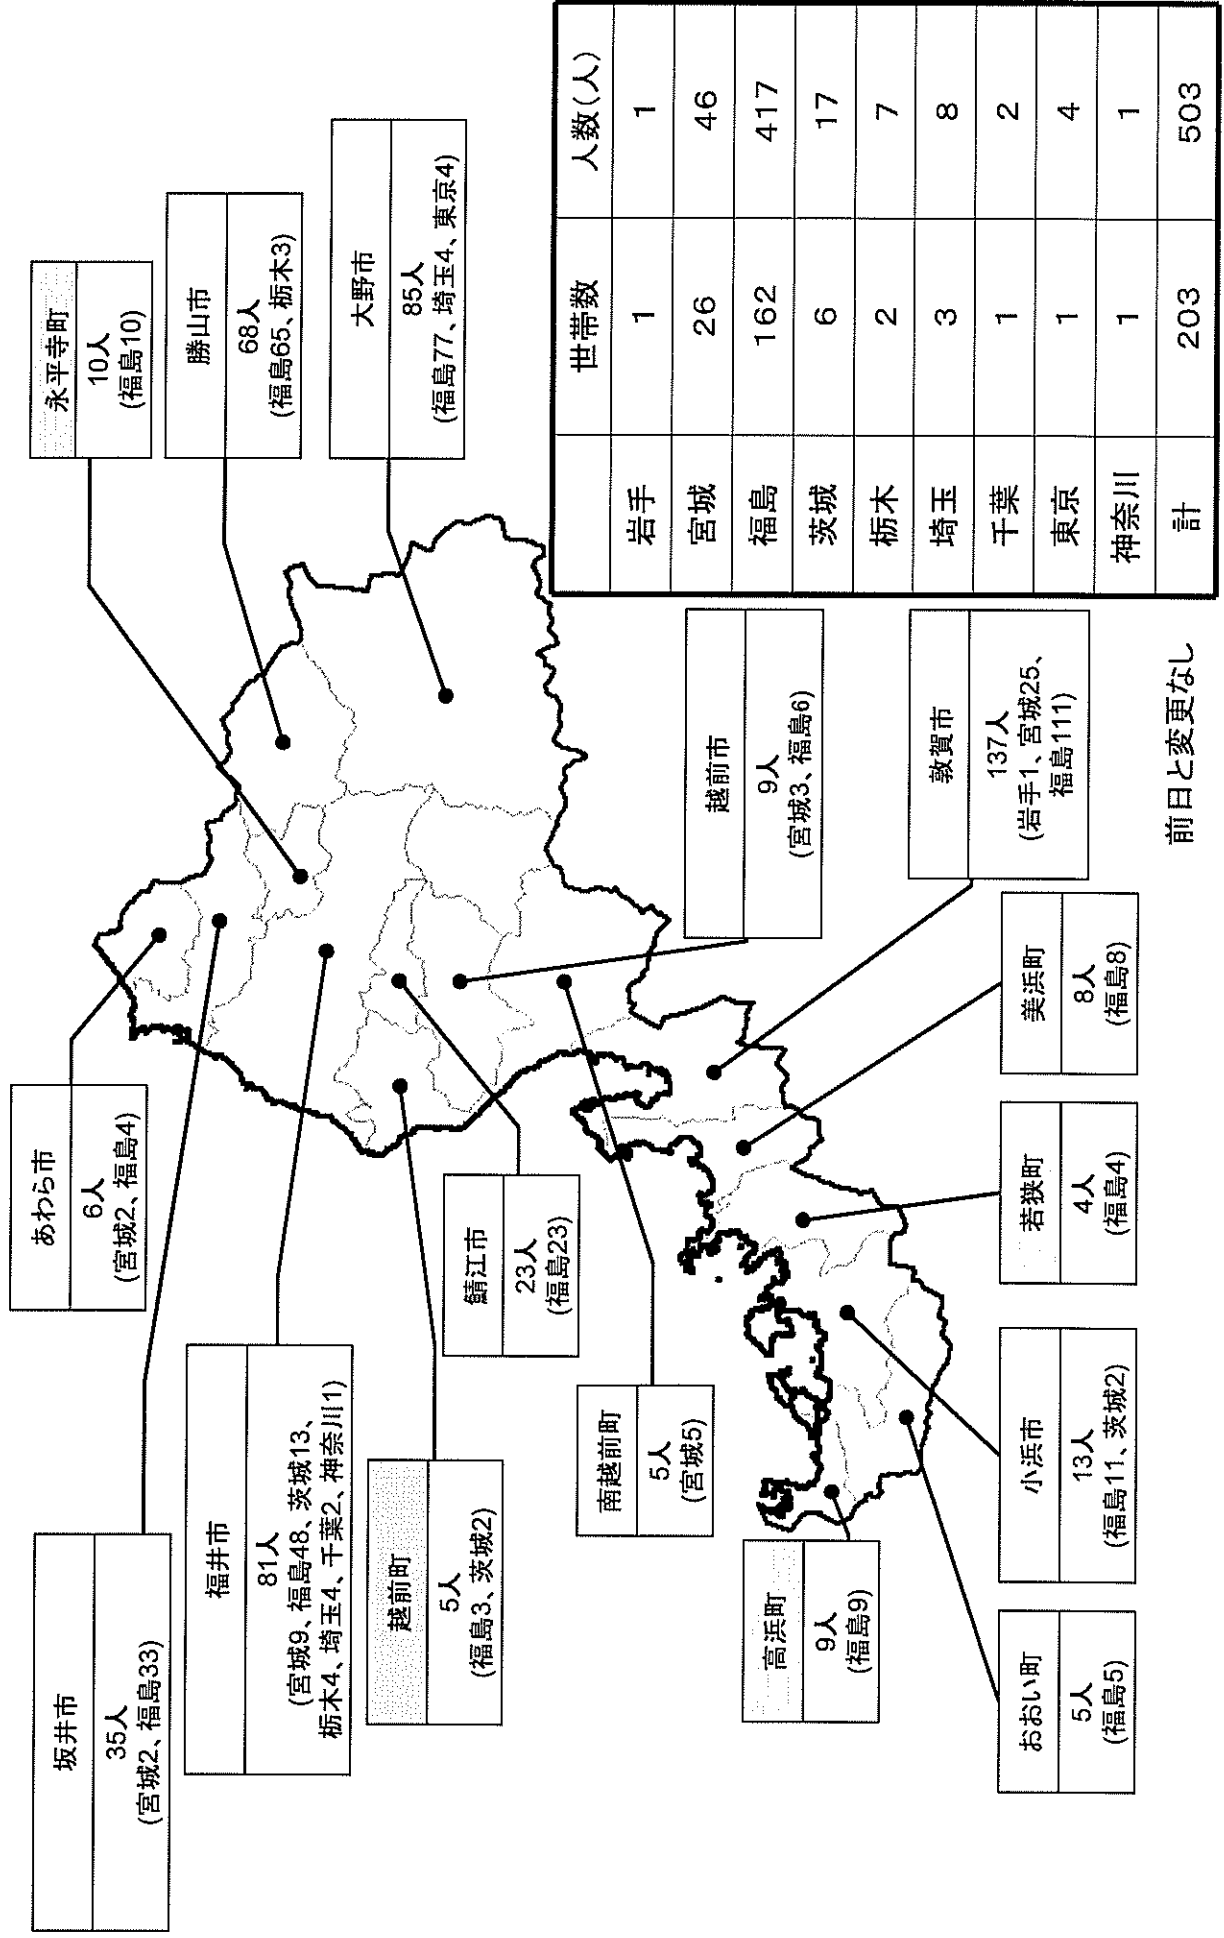 坂井市
35人
(宮城2、福島33)
あわら市
6人
(宮城2、福島4)
永平寺町
10人
(福島10)
勝山市
68人
(福島65、栃木3)
大野市
85人
(福島77、埼玉4、東京4)
福井市
81人
(宮城9、福島48、茨城13、
栃木4、埼玉4、千葉2、神奈川1)
越前町
5人
(福島3、茨城2)
鯖江市
23人
(福島23)
南越前町
5人
(宮城5)
越前市
9人
(宮城3、福島6)
敦賀市
137人
(岩手1、宮城25、
福島111)
美浜町
8人
(福島8)
若狭町
4人
(福島4)
小浜市
13人
(福島11、茨城2)
おおい町
5人
(福島5)
高浜町
9人
(福島9)
世帯数 人数(人)
岩手 1 1
宮城 26 46
福島 162 417
茨城 6 17
栃木 2 7
埼玉 3 8
千葉 1 2
東京 1 4
神奈川 1 1
計 203 503
前日と変更なし